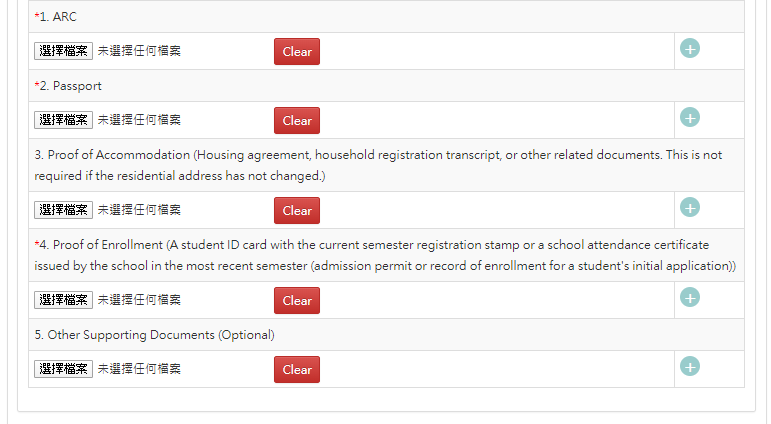 *1. ARC
選擇檔案 未選擇任何檔案 Clear +
*2. Passport
選擇檔案 未選擇任何檔案 Clear +
3. Proof of Accommodation (Housing agreement, household registration transcript, or other related documents. This is not
required if the residential address has not changed.)
選擇檔案 未選擇任何檔案 Clear +
*4. Proof of Enrollment (A student ID card with the current semester registration stamp or a school attendance certificate
issued by the school in the most recent semester (admission permit or record of enrollment for a student's initial application))
選擇檔案 未選擇任何檔案 Clear +
5. Other Supporting Documents (Optional)
選擇檔案 未選擇任何檔案 Clear +